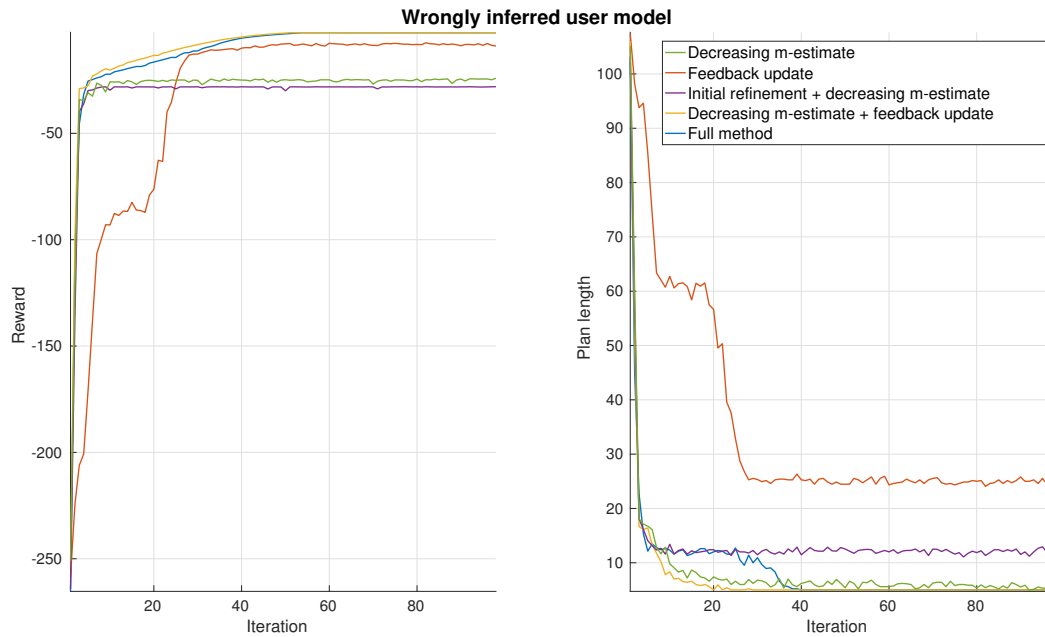 Wrongly inferred user model
Reward
-50
-100
-150
-200
-250
20
40
60
80
Iteration
Plan length
100
90
80
70
60
50
40
30
20
10
20
40
60
80
Iteration
Decreasing m-estimate
Feedback update
Initial refinement + decreasing m-estimate
Decreasing m-estimate + feedback update
Full method